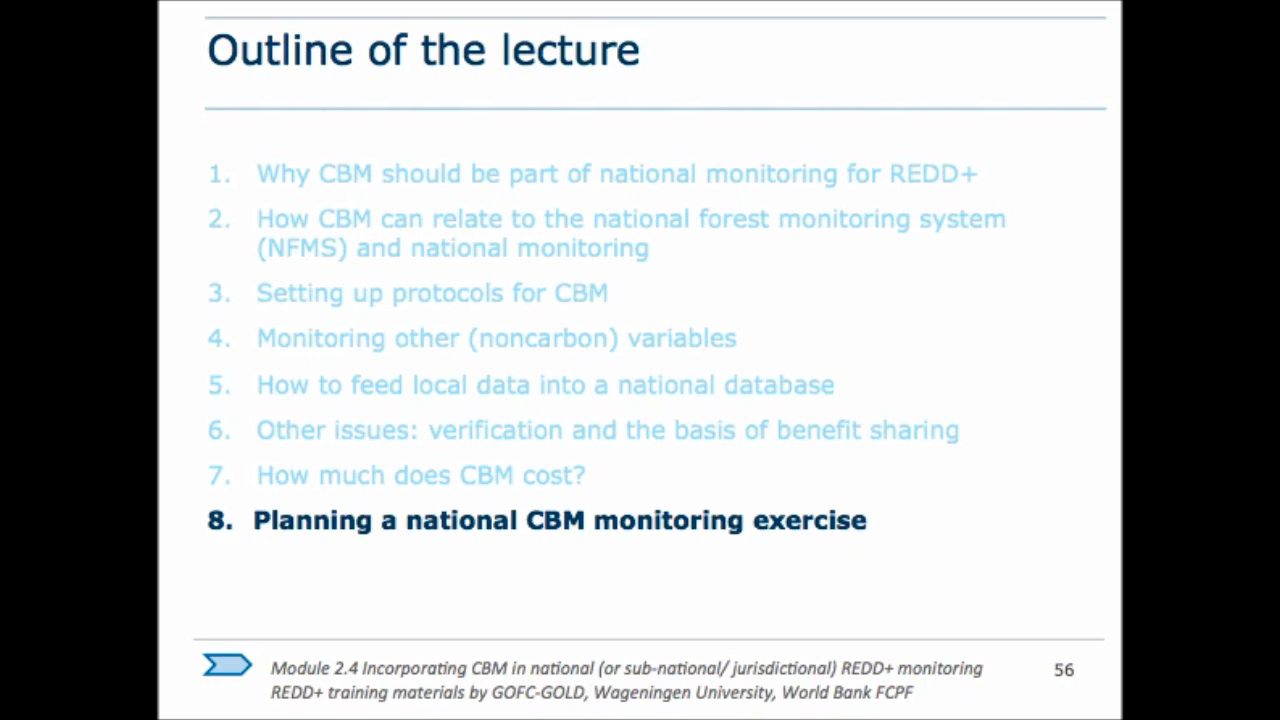 Outline of the lecture
1. Why CBM should be part of national monitoring for REDD+
2. How CBM can relate to the national forest monitoring system
(NFMS) and national monitoring
3. Setting up protocols for CBM
4. Monitoring other (noncarbon) variables
5. How to feed local data into a national database
6. Other issues: verification and the basis of benefit sharing
7. How much does CBM cost?
8. Planning a national CBM monitoring exercise
Module 2.4 Incorporating CBM in national (or sub-national/ jurisdictional) REDD+ monitoring
REDD+ training materials by GOFC-GOLD, Wageningen University, World Bank FCPF
56